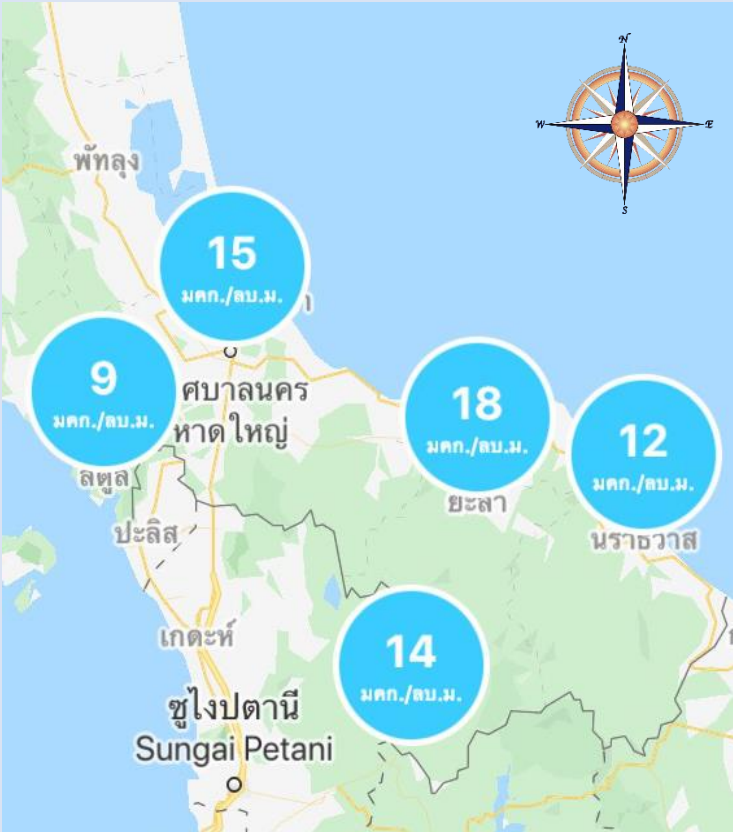 N
W
E
S
พัทลุง
15
มคก./ลบ.ม.
า
9
มคก./ลบ.ม.
ศบาลนคร
หาดใหญ่
18
มคก./ลบ.ม.
12
มคก./ลบ.ม.
สตูล
ยะลา
ปะลิส
นราธวาส
เกดะห์
14
มคก./ลบ.ม.
ซูไงปตานี
Sungai Petani